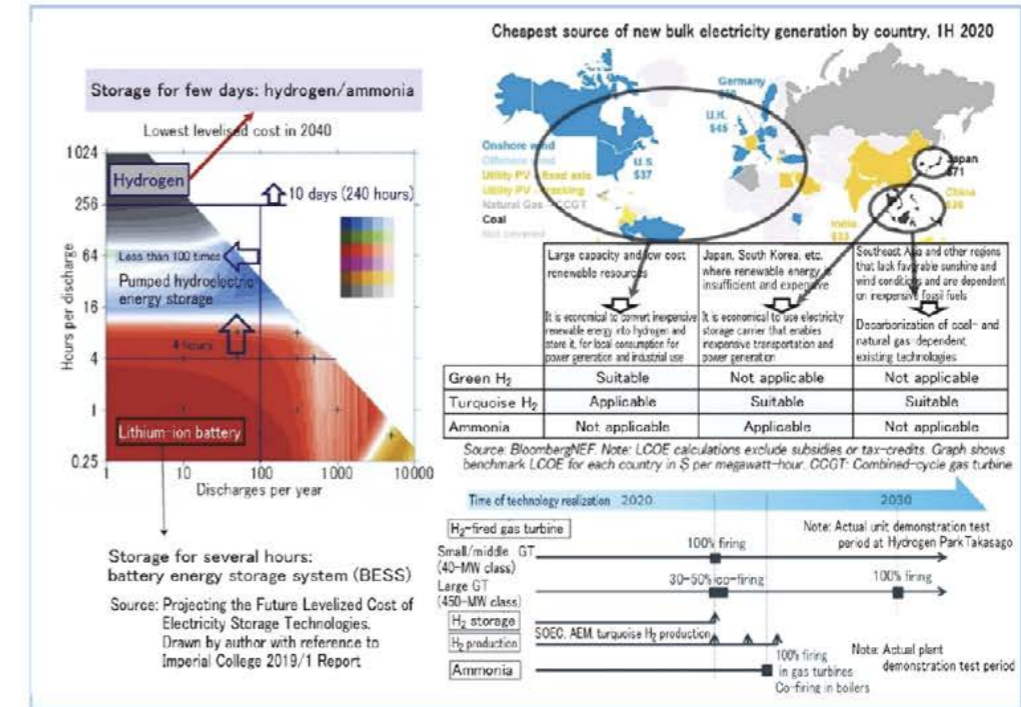 Storage for few days: hydrogen/ammonia
Lowest levelised cost in 2040
1024
256
64
16
4
1
0.25
Hours per discharge
Hydrogen
10 days (240 hours)
Less than 100 times
Pumped hydroelectric
energy storage
4 hours
Lithium-ion battery
1
10
100
1000
10000
Discharges per year
Storage for several hours:
battery energy storage system (BESS)
Source: Projecting the Future Levelized Cost of
Electricity Storage Technologies.
Drawn by author with reference to
Imperial College 2019/1 Report
Cheapest source of new bulk electricity generation by country, 1H 2020
Germany
U.K.
$45
U.S
$37
Japan
$71
China
India
$33
Onshore wind
Offshore wind
Utility PV - fixed axis
Utility PV - tracking
Natural Gas - CCGT
Coal
Not covered
Large capacity and low cost
renewable resources
It is economical to convert inexpensive
renewable energy into hydrogen and
store it, for local consumption for
power generation and industrial use
Japan, South Korea, etc.
where renewable energy is
insufficient and expensive
It is economical to use electricity
storage carrier that enables
inexpensive transportation and
power generation
Southeast Asia and other regions
that lack favorable sunshine and
wind conditions and are dependent
on inexpensive fossil fuels
Decarbonization of coal- and
natural gas-dependent
existing technologies
Green H₂ Suitable Not applicable Not applicable
Turquoise H₂ Applicable Suitable Suitable
Ammonia Not applicable Applicable Not applicable
Source: BloombergNEF. Note: LCOE calculations exclude subsidies or tax-credits. Graph shows
benchmark LCOE for each country in $ per megawatt-hour. CCGT: Combined-cycle gas turbine
Time of technology realization 2020 2030
H₂-fired gas turbine
Small/middle GT
(40-MW class)
100% firing
Note: Actual unit demonstration test
period at Hydrogen Park Takasago
Large GT
(450-MW class)
30-50% co-firing
100% firing
H₂ storage
H₂ production
SOEC, AEM, turquoise H₂ production
Ammonia
100% firing
in gas turbines
Co-firing in boilers
Note: Actual plant
demonstration test period